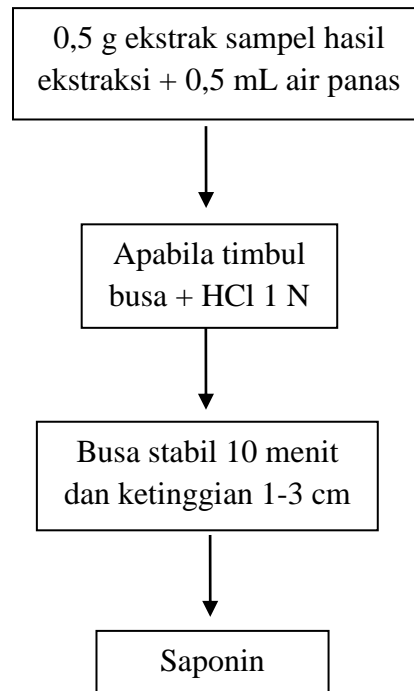 0,5 g ekstrak sampel hasil
ekstraksi + 0,5 mL air panas
Apabila timbul
busa + HCl 1 N
Busa stabil 10 menit
dan ketinggian 1-3 cm
Saponin